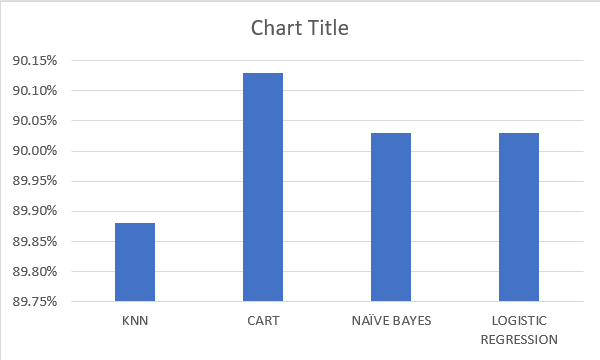 Chart Title
90.15%
90.10%
90.05%
90.00%
89.95%
89.90%
89.85%
89.80%
89.75%
KNN
CART
NAÏVE BAYES
LOGISTIC
REGRESSION